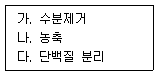 가. 수분제거
나. 농축
다. 단백질 분리